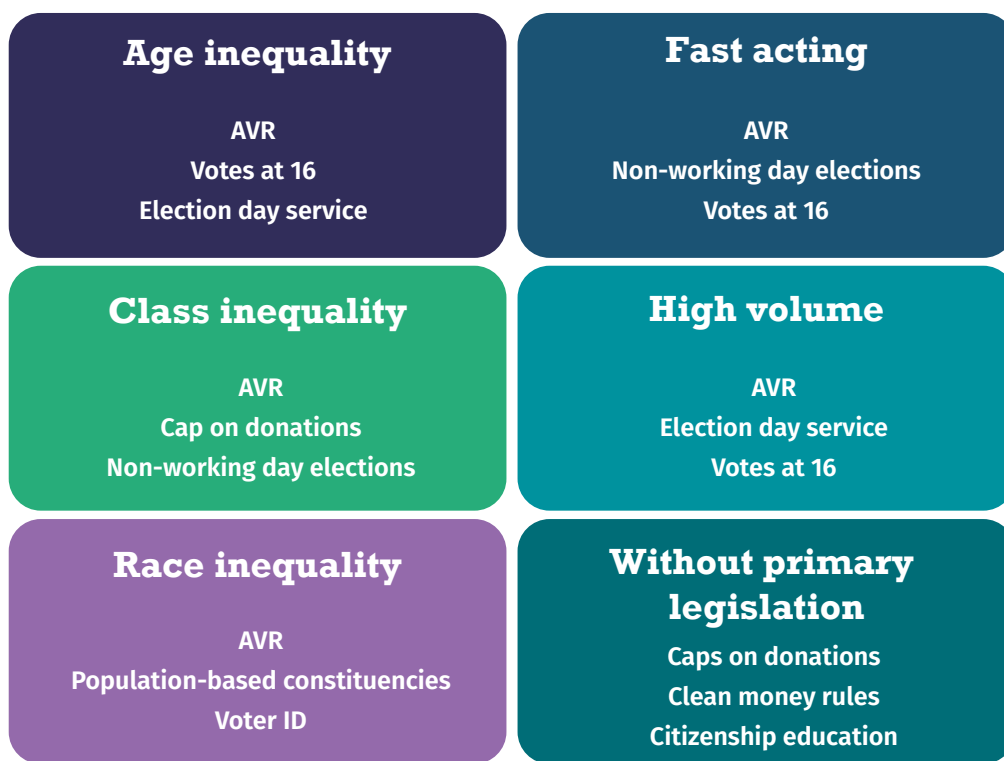 Age inequality
AVR
Votes at 16
Election day service
Fast acting
AVR
Non-working day elections
Votes at 16
Class inequality
AVR
Cap on donations
Non-working day elections
High volume
AVR
Election day service
Votes at 16
Race inequality
AVR
Population-based constituencies
Voter ID
Without primary
legislation
Caps on donations
Clean money rules
Citizenship education